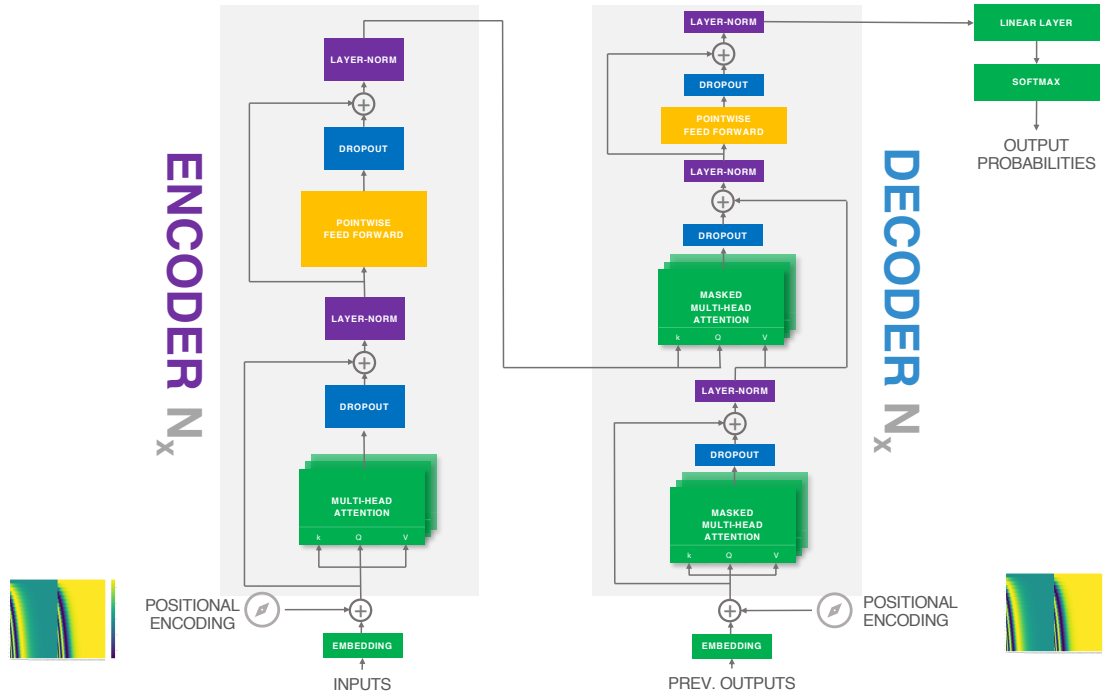 ENCODER Nx
LAYER-NORM
DROPOUT
POINTWISE
FEED FORWARD
LAYER-NORM
DROPOUT
MULTI-HEAD
ATTENTION
k Q V
POSITIONAL
ENCODING
EMBEDDING
INPUTS
LAYER-NORM
DROPOUT
POINTWISE
FEED FORWARD
LAYER-NORM
DROPOUT
MASKED
MULTI-HEAD
ATTENTION
k Q V
LAYER-NORM
DROPOUT
MASKED
MULTI-HEAD
ATTENTION
k Q V
POSITIONAL
ENCODING
EMBEDDING
PREV. OUTPUTS
DECODER Nx
LINEAR LAYER
SOFTMAX
OUTPUT
PROBABILITIES